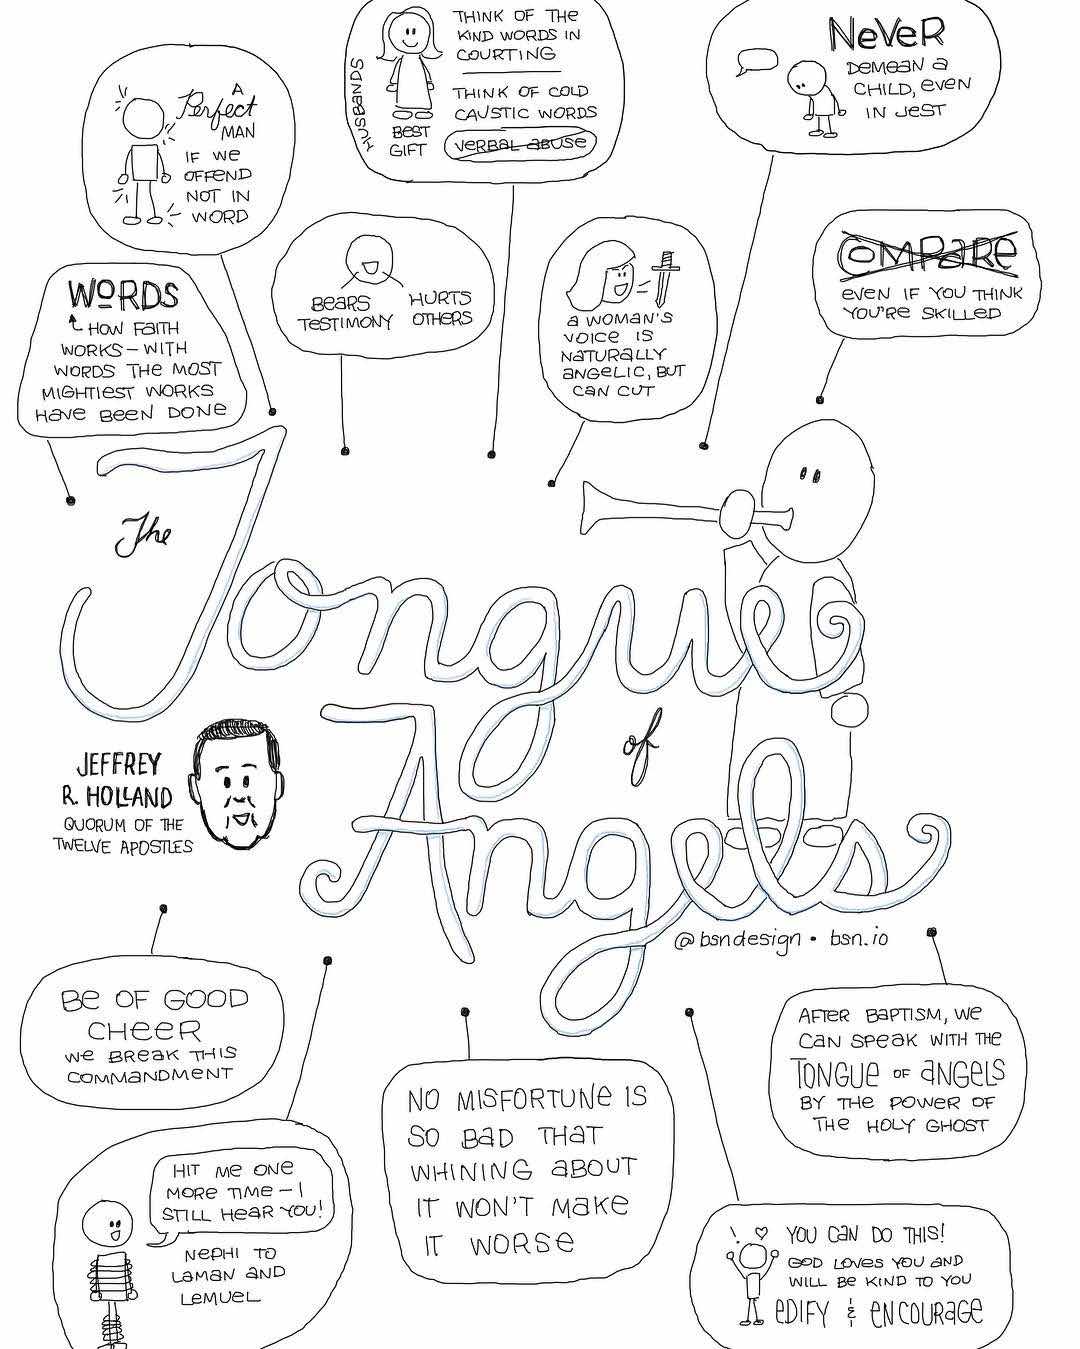 A
Perfect
MAN
IF WE
OFFEND
NOT IN
WORD
HUSBANDS
BEST
GIFT
THINK OF THE
KIND WORDS IN
COURTING
THINK OF COLD
CAUSTIC WORDS
VERBAL ABUSE
NEVER
DEMEAN A
CHILD, EVEN
IN JEST
WORDS
HOW FAITH
WORKS – WITH
WORDS THE MOST
MIGHTIEST WORKS
HAVE BEEN DONE
BEARS
TESTIMONY
HURTS
OTHERS
A WOMAN'S
VOICE IS
NATURALLY
ANGELIC, BUT
CAN CUT
COMPARE
EVEN IF YOU THINK
YOU'RE SKILLED
The
Tongue
of
Angels
JEFFREY
R. HOLLAND
QUORUM OF THE
TWELVE APOSTLES
@bsndesign • bsn.io
BE OF GOOD
CHEER
WE BREAK THIS
COMMANDMENT
HIT ME ONE
MORE TIME – I
STILL HEAR YOU!
NEPHI TO
LAMAN AND
LEMUEL
NO MISFORTUNE IS
SO BAD THAT
WHINING ABOUT
IT WON'T MAKE
IT WORSE
AFTER BAPTISM, WE
CAN SPEAK WITH THE
TONGUE OF ANGELS
BY THE POWER OF
THE HOLY GHOST
! ♡ YOU CAN DO THIS!
GOD LOVES YOU AND
WILL BE KIND TO YOU
EDIFY & ENCOURAGE